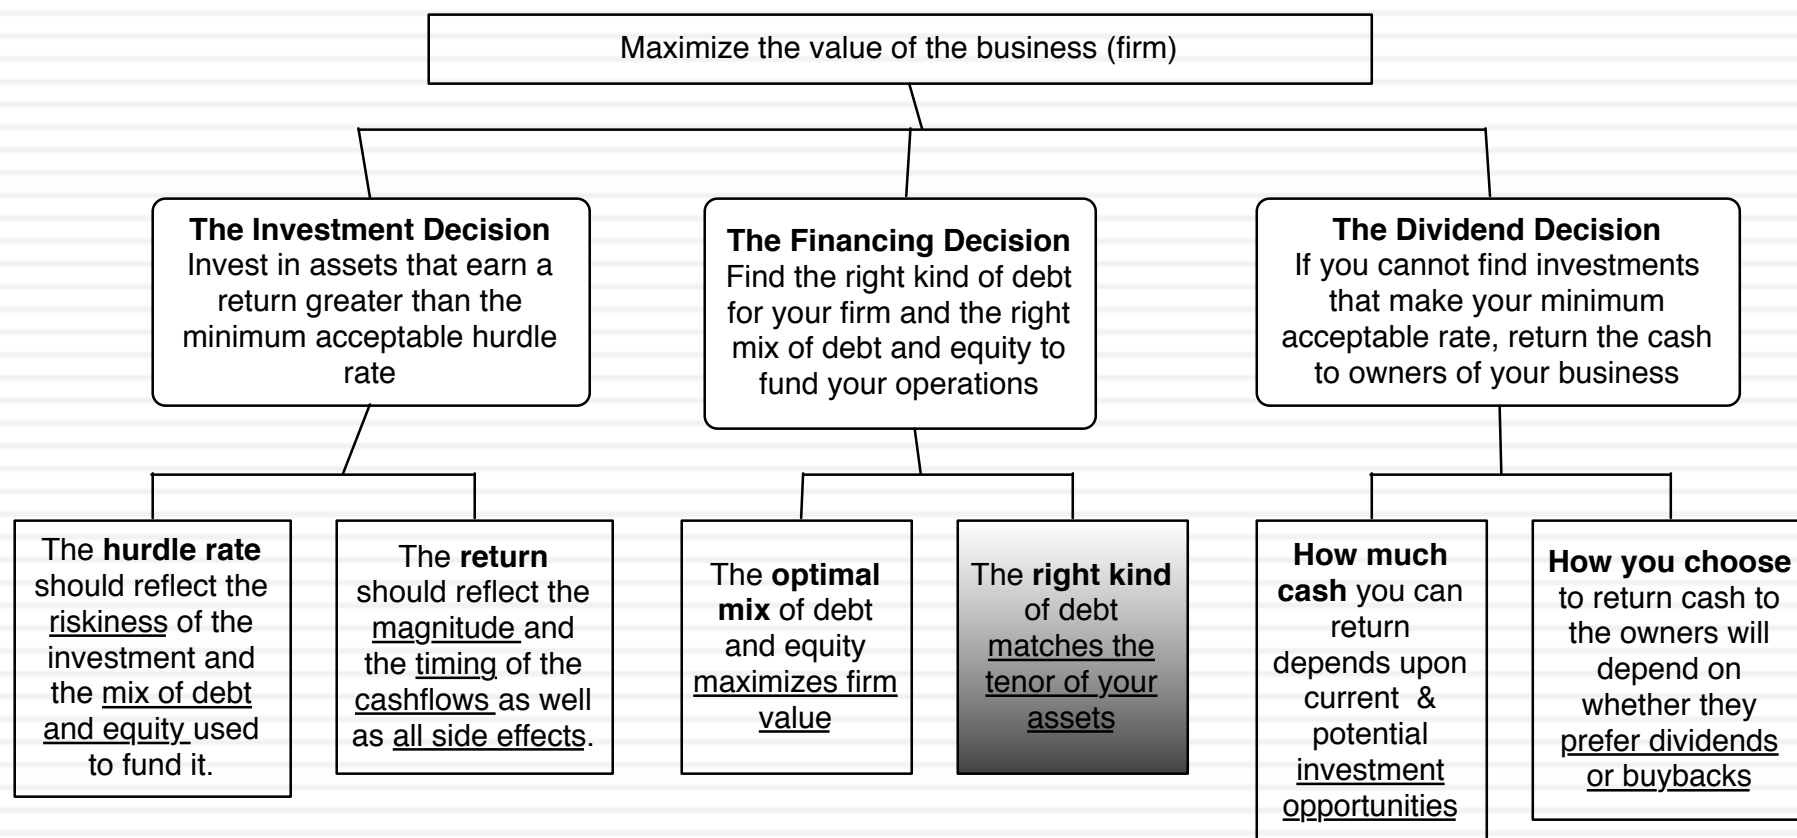 Maximize the value of the business (firm)
The Investment Decision
Invest in assets that earn a
return greater than the
minimum acceptable hurdle
rate
The Financing Decision
Find the right kind of debt
for your firm and the right
mix of debt and equity to
fund your operations
The Dividend Decision
If you cannot find investments
that make your minimum
acceptable rate, return the cash
to owners of your business
The hurdle rate
should reflect the
riskiness of the
investment and
the mix of debt
and equity used
to fund it.
The return
should reflect the
magnitude and
the timing of the
cashflows as well
as all side effects.
The optimal
mix of debt
and equity
maximizes firm
value
The right kind
of debt
matches the
tenor of your
assets
How much
cash you can
return
depends upon
current & 
potential
investment
opportunities
How you choose
to return cash to
the owners will
depend on
whether they
prefer dividends
or buybacks